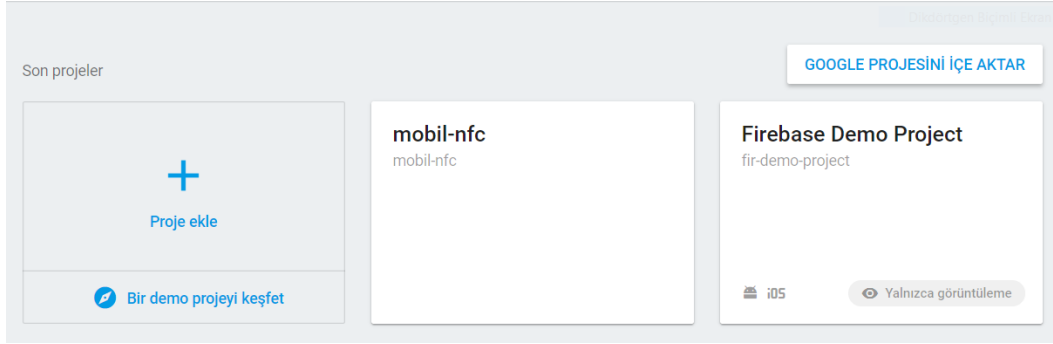 Son projeler
GOOGLE PROJESİNİ İÇE AKTAR
Proje ekle
Bir demo projeyi keşfet
mobil-nfc
mobil-nfc
Firebase Demo Project
fir-demo-project
iOS
Yalnızca görüntüleme